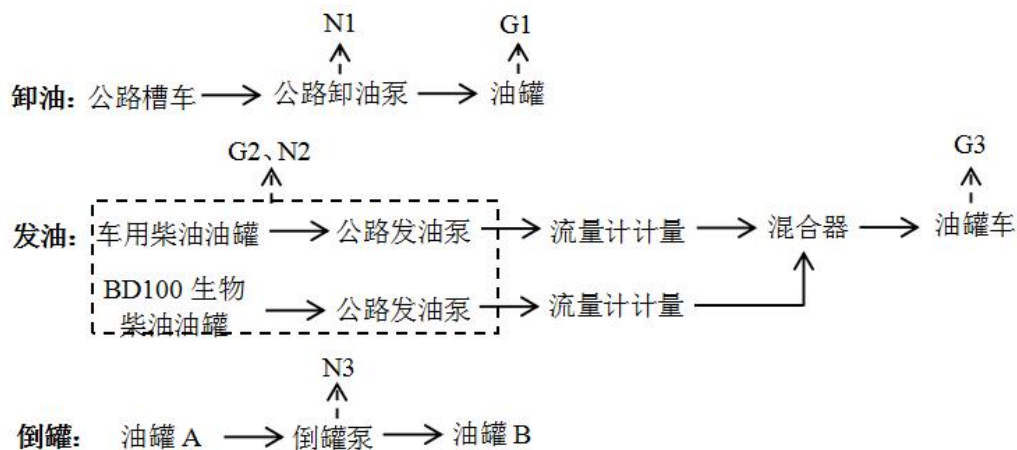 N1 G1
卸油：公路槽车 公路卸油泵 油罐
G2、N2 G3
发油：车用柴油油罐 公路发油泵 流量计计量 混合器 油罐车
BD100 生物
柴油油罐 公路发油泵 流量计计量
N3
倒罐： 油罐 A 倒罐泵 油罐 B